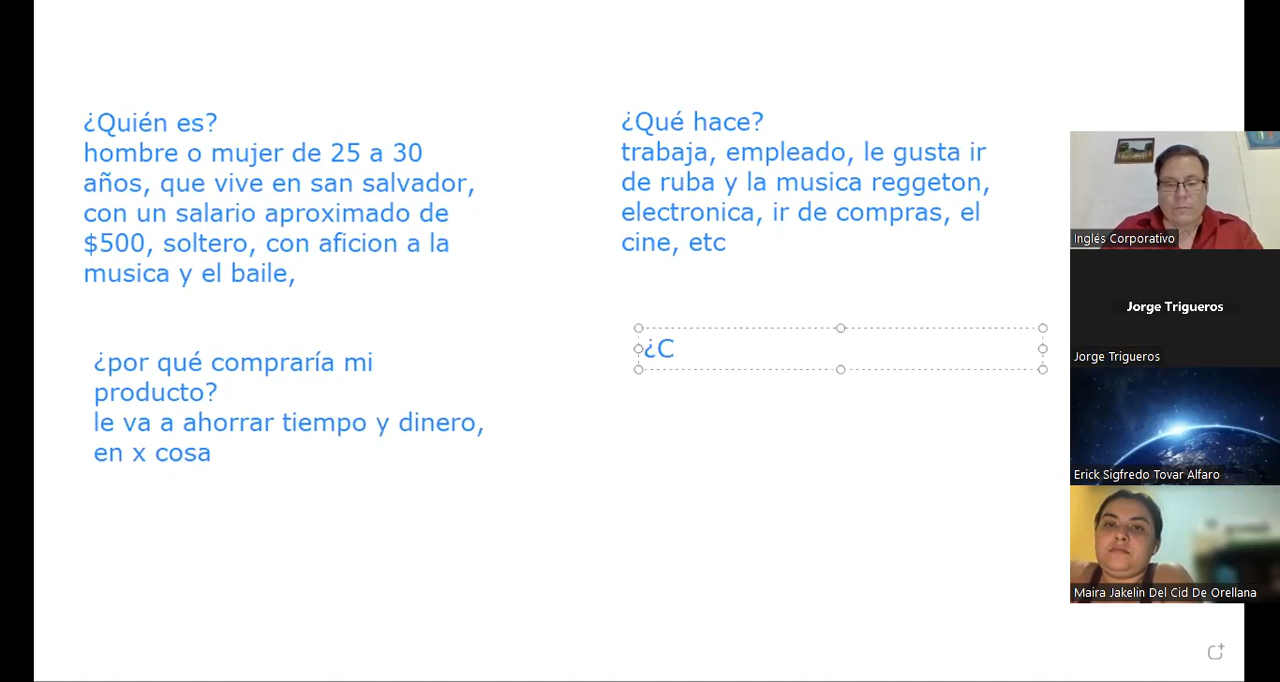 ¿Quién es?
hombre o mujer de 25 a 30
años, que vive en san salvador,
con un salario aproximado de
$500, soltero, con aficion a la
musica y el baile,
¿Qué hace?
trabaja, empleado, le gusta ir
de ruba y la musica reggeton,
electronica, ir de compras, el
cine, etc
¿por qué compraría mi
producto?
le va a ahorrar tiempo y dinero,
en x cosa
¿C
Inglés Corporativo
Jorge Trigueros
Jorge Trigueros
Erick Sigfredo Tovar Alfaro
Maira Jakelin Del Cid De Orellana